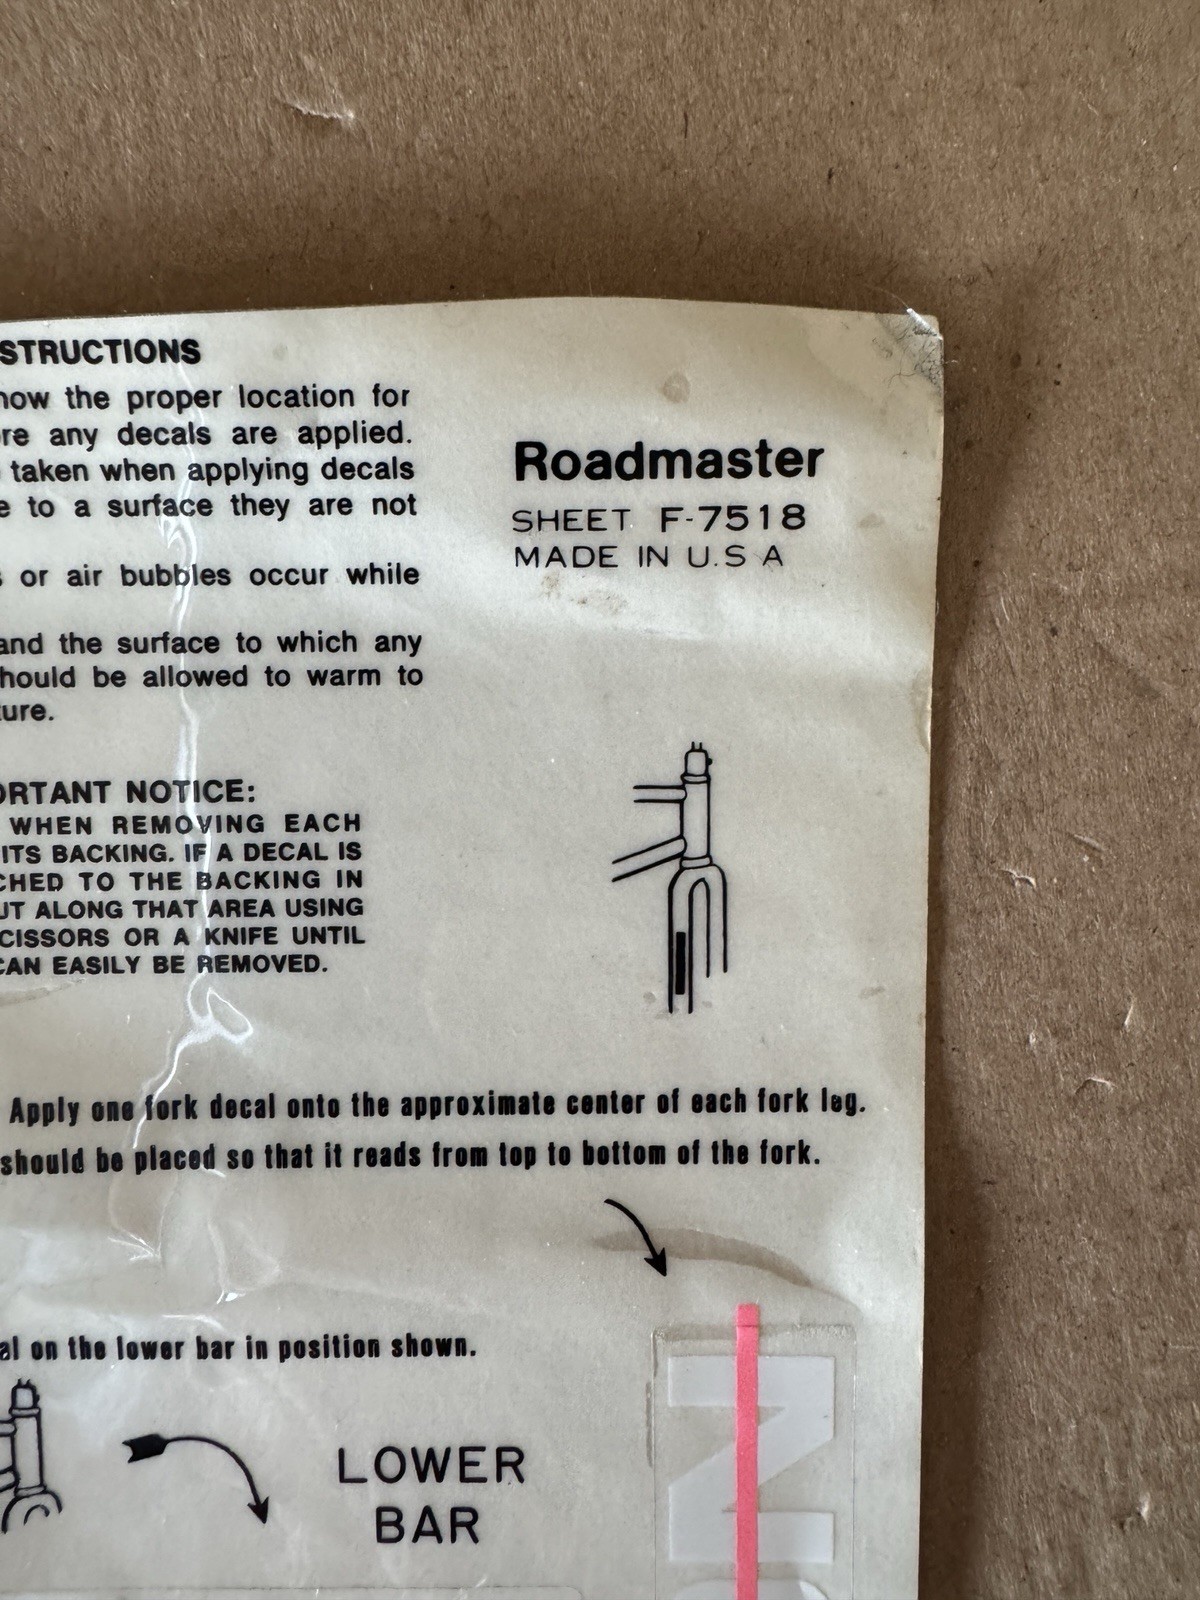 STRUCTIONS
how the proper location for
re any decals are applied.
taken when applying decals
e to a surface they are not
s or air bubbles occur while
and the surface to which any
hould be allowed to warm to
ture.
ORTANT NOTICE:
WHEN REMOVING EACH
ITS BACKING. IF A DECAL IS
CHED TO THE BACKING IN
UT ALONG THAT AREA USING
CISSORS OR A KNIFE UNTIL
CAN EASILY BE REMOVED.
Roadmaster
SHEET F-7518
MADE IN U.S A
Apply one fork decal onto the approximate center of each fork leg.
should be placed so that it reads from top to bottom of the fork.
al on the lower bar in position shown.
LOWER
BAR
N